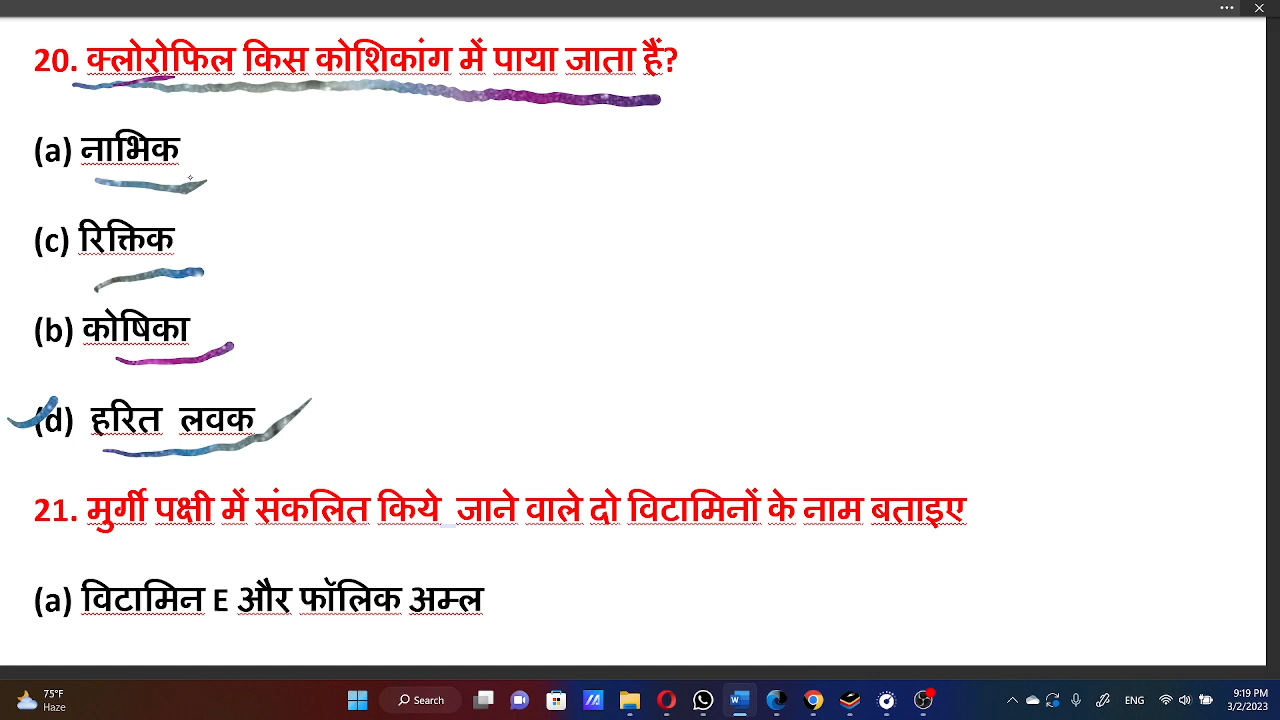 20. क्लोरोफिल किस कोशिकांग में पाया जाता हैं?
(a) नाभिक
(c) रिक्तिक
(b) कोषिका
(d) हरित लवक
21. मुर्गी पक्षी में संकलित किये जाने वाले दो विटामिनों के नाम बताइए
(a) विटामिन E और फॉलिक अम्ल
75°F
Haze
Search
ENG
9:19 PM
3/2/2023